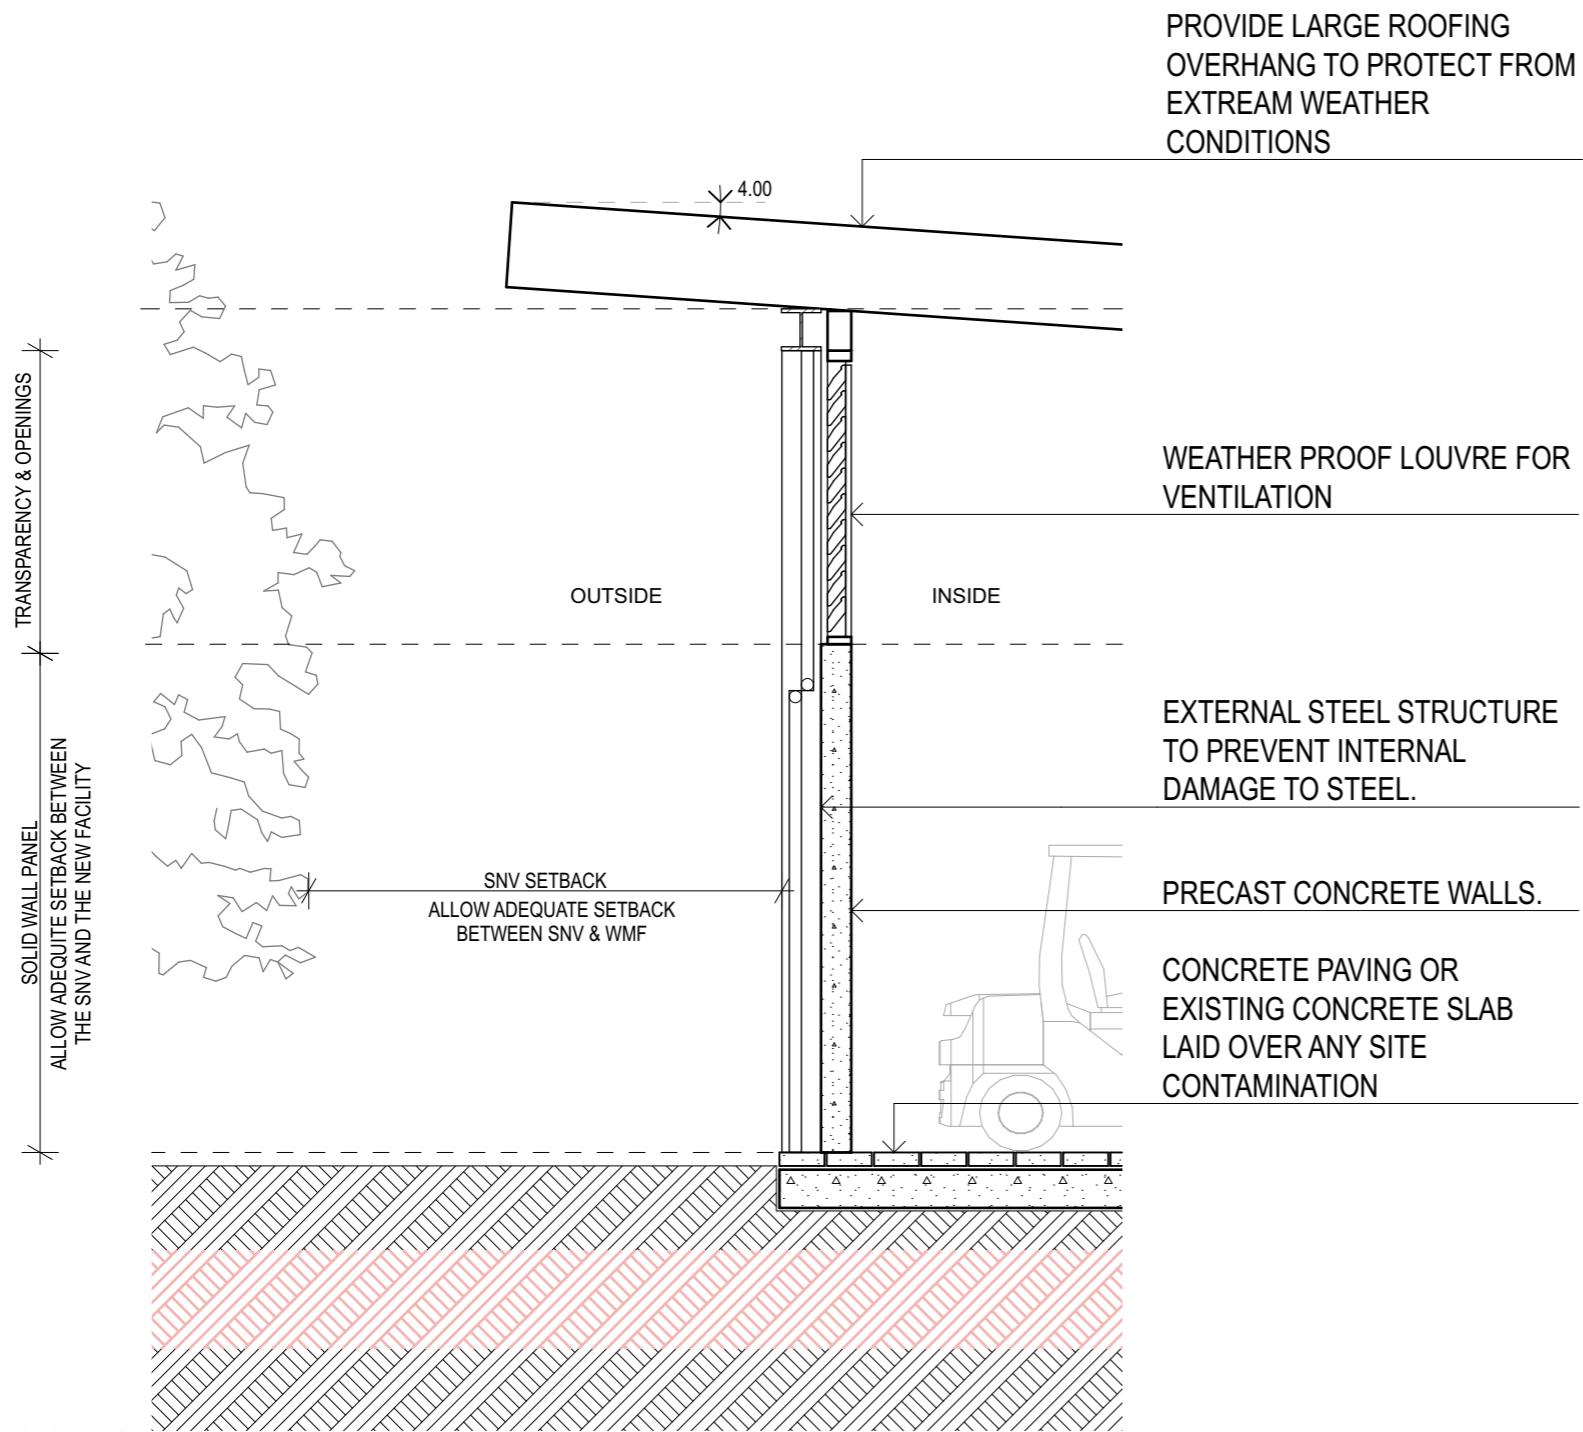 PROVIDE LARGE ROOFING
OVERHANG TO PROTECT FROM
EXTREAM WEATHER
CONDITIONS
4.00
TRANSPARENCY & OPENINGS
WEATHER PROOF LOUVRE FOR
VENTILATION
OUTSIDE
INSIDE
EXTERNAL STEEL STRUCTURE
TO PREVENT INTERNAL
DAMAGE TO STEEL.
SOLID WALL PANEL
ALLOW ADEQUITE SETBACK BETWEEN
THE SNV AND THE NEW FACILITY
SNV SETBACK
ALLOW ADEQUATE SETBACK
BETWEEN SNV & WMF
PRECAST CONCRETE WALLS.
CONCRETE PAVING OR
EXISTING CONCRETE SLAB
LAID OVER ANY SITE
CONTAMINATION